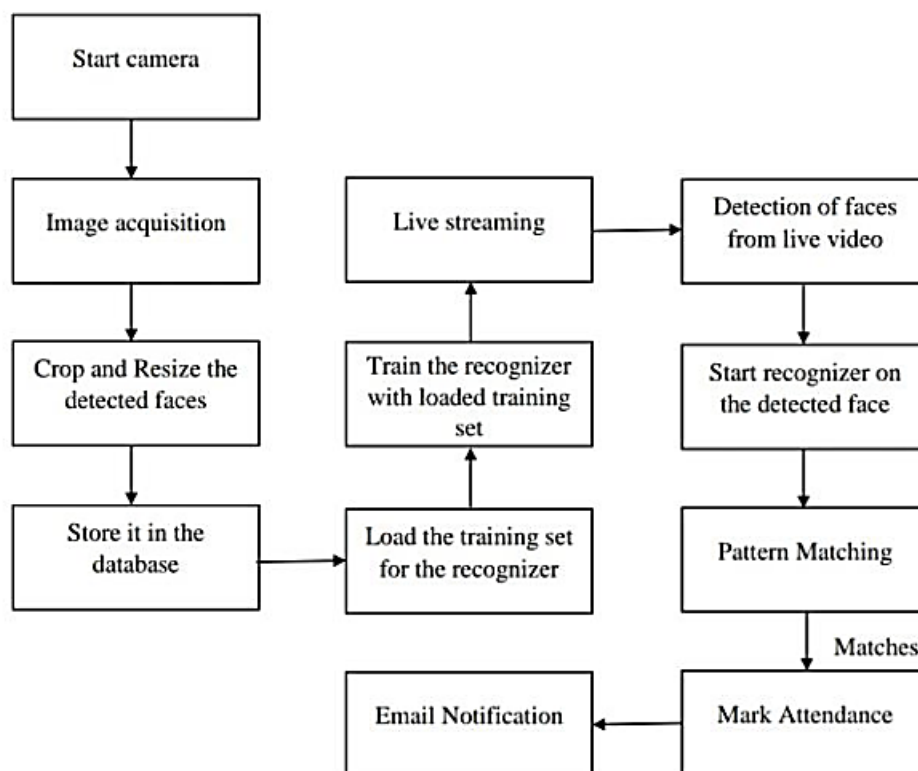 Start camera
Image acquisition
Crop and Resize the
detected faces
Store it in the
database
Load the training set
for the recognizer
Train the recognizer
with loaded training
set
Live streaming
Detection of faces
from live video
Start recognizer on
the detected face
Pattern Matching
Matches
Mark Attendance
Email Notification